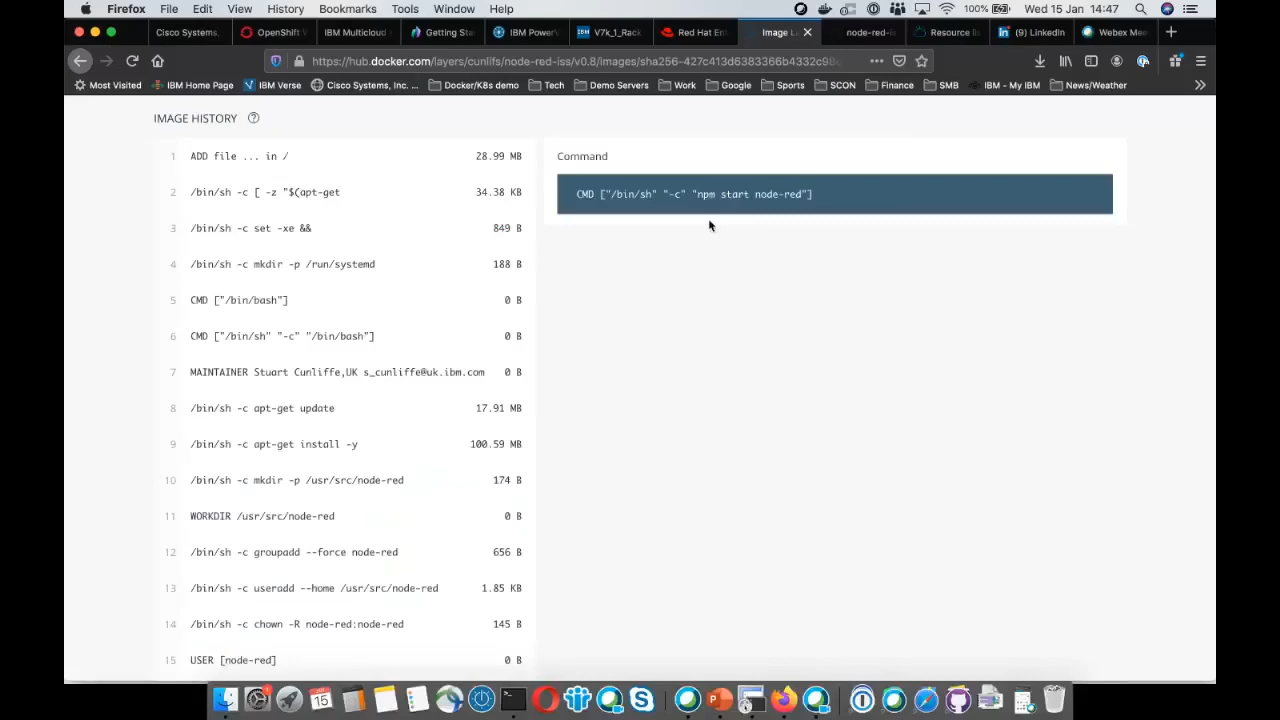 Firefox File Edit View History Bookmarks Tools Window Help 100% Wed 15 Jan 14:47
Cisco Systems, OpenShift IBM Multicloud Getting Sta IBM Power V7k_1_Rack Red Hat Ent Image L node-red-i Resource li (9) LinkedIn Webex Mee
https://hub.docker.com/layers/cunlifs/node-red-iss/v0.8/images/sha256-427c413d6383366b4332c98
Most Visited IBM Home Page IBM Verse Cisco Systems, Inc. ... Docker/K8s demo Tech Demo Servers Work Google Sports SCON Finance SMB IBM - My IBM News/Weather
IMAGE HISTORY
1 ADD file ... in / 28.99 MB
2 /bin/sh -c [ -z "$(apt-get 34.38 KB
3 /bin/sh -c set -xe && 849 B
4 /bin/sh -c mkdir -p /run/systemd 188 B
5 CMD ["/bin/bash"] 0 B
6 CMD ["/bin/sh" "-c" "/bin/bash"] 0 B
7 MAINTAINER Stuart Cunliffe,UK s_cunliffe@uk.ibm.com 0 B
8 /bin/sh -c apt-get update 17.91 MB
9 /bin/sh -c apt-get install -y 100.59 MB
10 /bin/sh -c mkdir -p /usr/src/node-red 174 B
11 WORKDIR /usr/src/node-red 0 B
12 /bin/sh -c groupadd --force node-red 656 B
13 /bin/sh -c useradd --home /usr/src/node-red 1.85 KB
14 /bin/sh -c chown -R node-red:node-red 145 B
15 USER [node-red] 0 B
Command
CMD ["/bin/sh" "-c" "npm start node-red"]
15